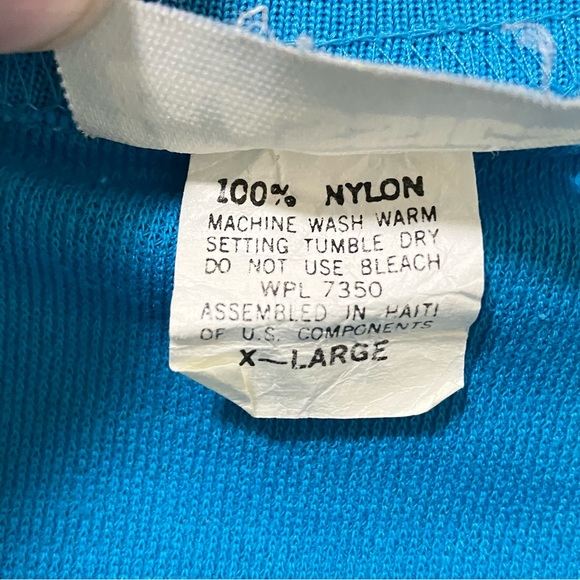 100% NYLON
MACHINE WASH WARM
SETTING TUMBLE DRY
DO NOT USE BLEACH
WPL 7350
ASSEMBLED IN HAITI
OF U.S. COMPONENTS
X-LARGE